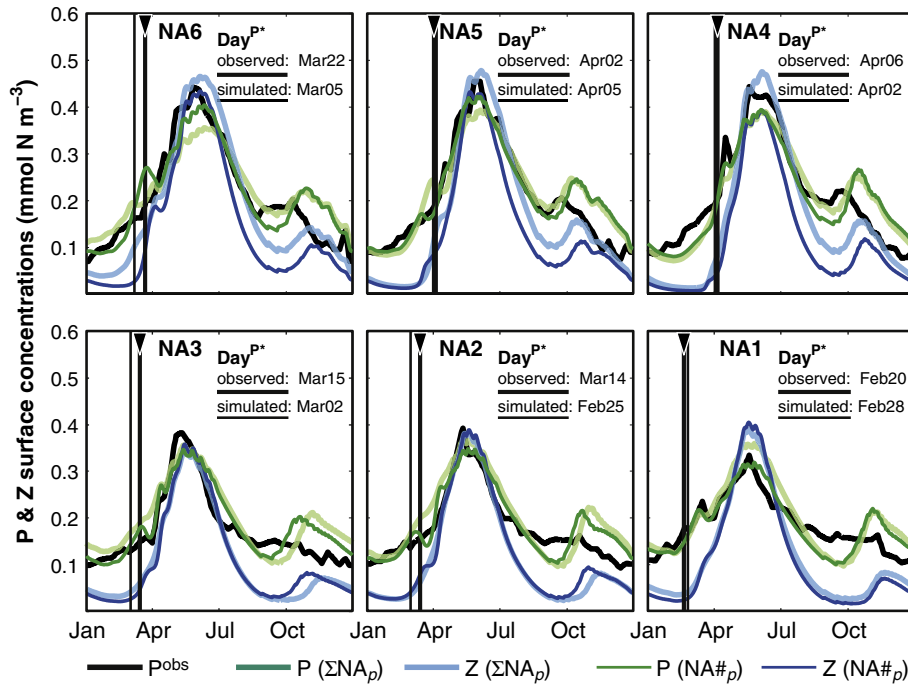 P & Z surface concentrations (mmol N m⁻³)
0.6
0.5
0.4
0.3
0.2
0.1
NA6
Day^P*
observed: Mar22
simulated: Mar05
NA5
Day^P*
observed: Apr02
simulated: Apr05
NA4
Day^P*
observed: Apr06
simulated: Apr02
0.6
0.5
0.4
0.3
0.2
0.1
NA3
Day^P*
observed: Mar15
simulated: Mar02
NA2
Day^P*
observed: Mar14
simulated: Feb25
NA1
Day^P*
observed: Feb20
simulated: Feb28
Jan Apr Jul Oct Jan Apr Jul Oct Jan Apr Jul Oct
P^obs P (ΣNA_p) Z (ΣNA_p) P (NA#_p) Z (NA#_p)